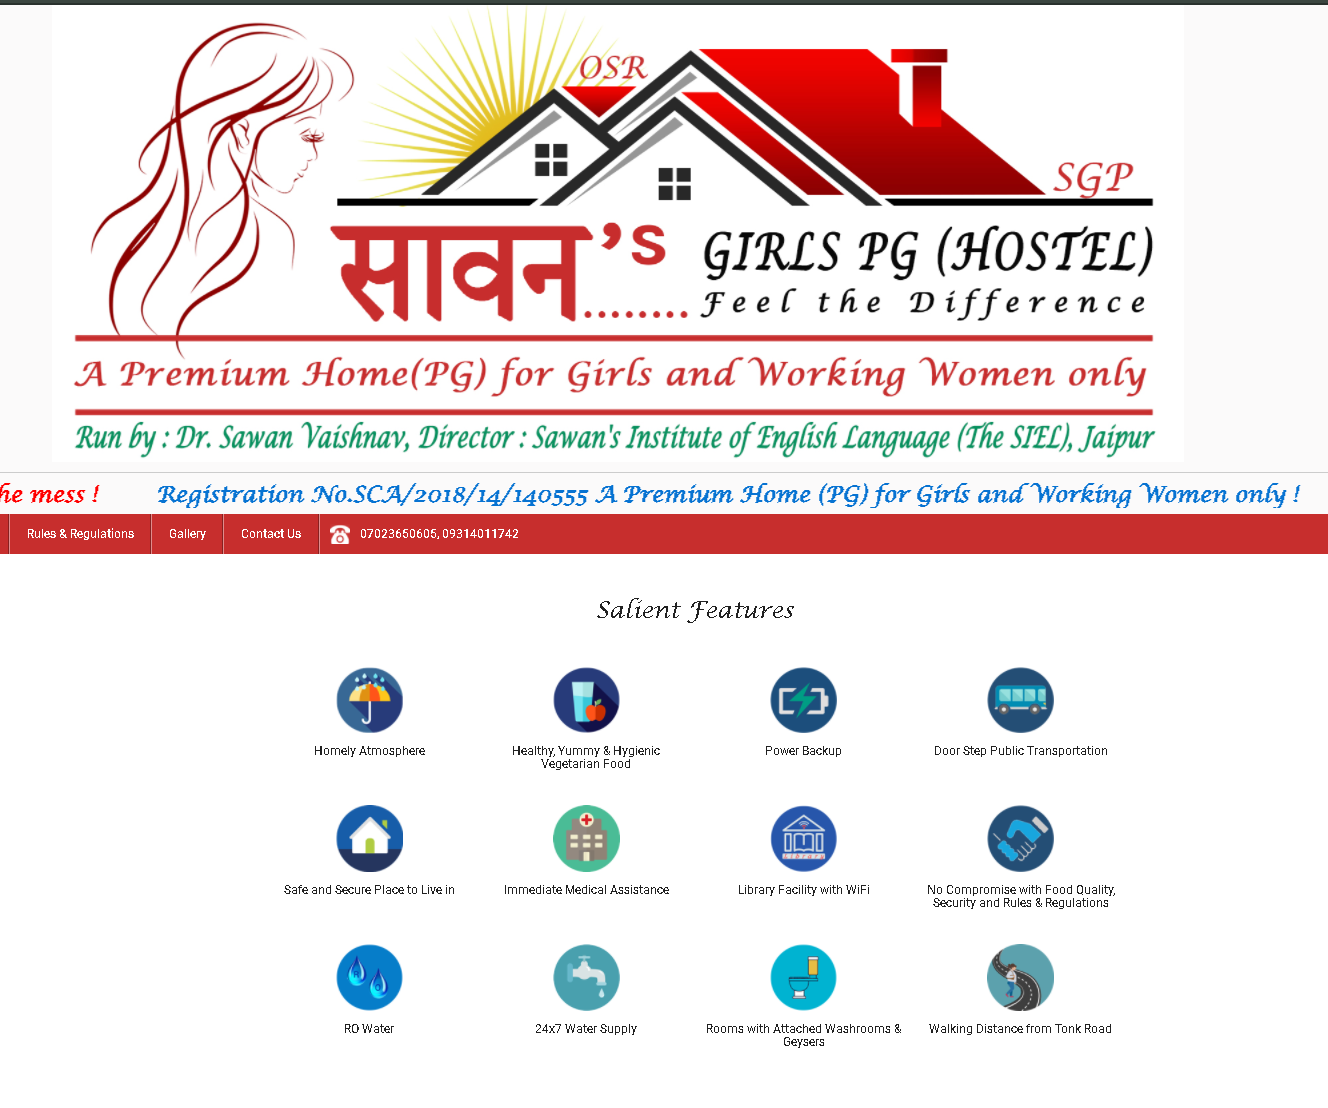 OSR
SGP
सावन's ........ GIRLS PG (HOSTEL)
Feel the Difference
A Premium Home(PG) for Girls and Working Women only
Run by : Dr. Sawan Vaishnav, Director : Sawan's Institute of English Language (The SIEL), Jaipur
he mess ! Registration No.SCA/2018/14/140555 A Premium Home (PG) for Girls and Working Women only !
Rules & Regulations Gallery Contact Us 07023650605, 09314011742
Salient Features
Homely Atmosphere
Healthy, Yummy & Hygienic
Vegetarian Food
Power Backup
Door Step Public Transportation
Safe and Secure Place to Live in
Immediate Medical Assistance
Library
Library Facility with WiFi
No Compromise with Food Quality,
Security and Rules & Regulations
RO Water
24x7 Water Supply
Rooms with Attached Washrooms &
Geysers
Walking Distance from Tonk Road